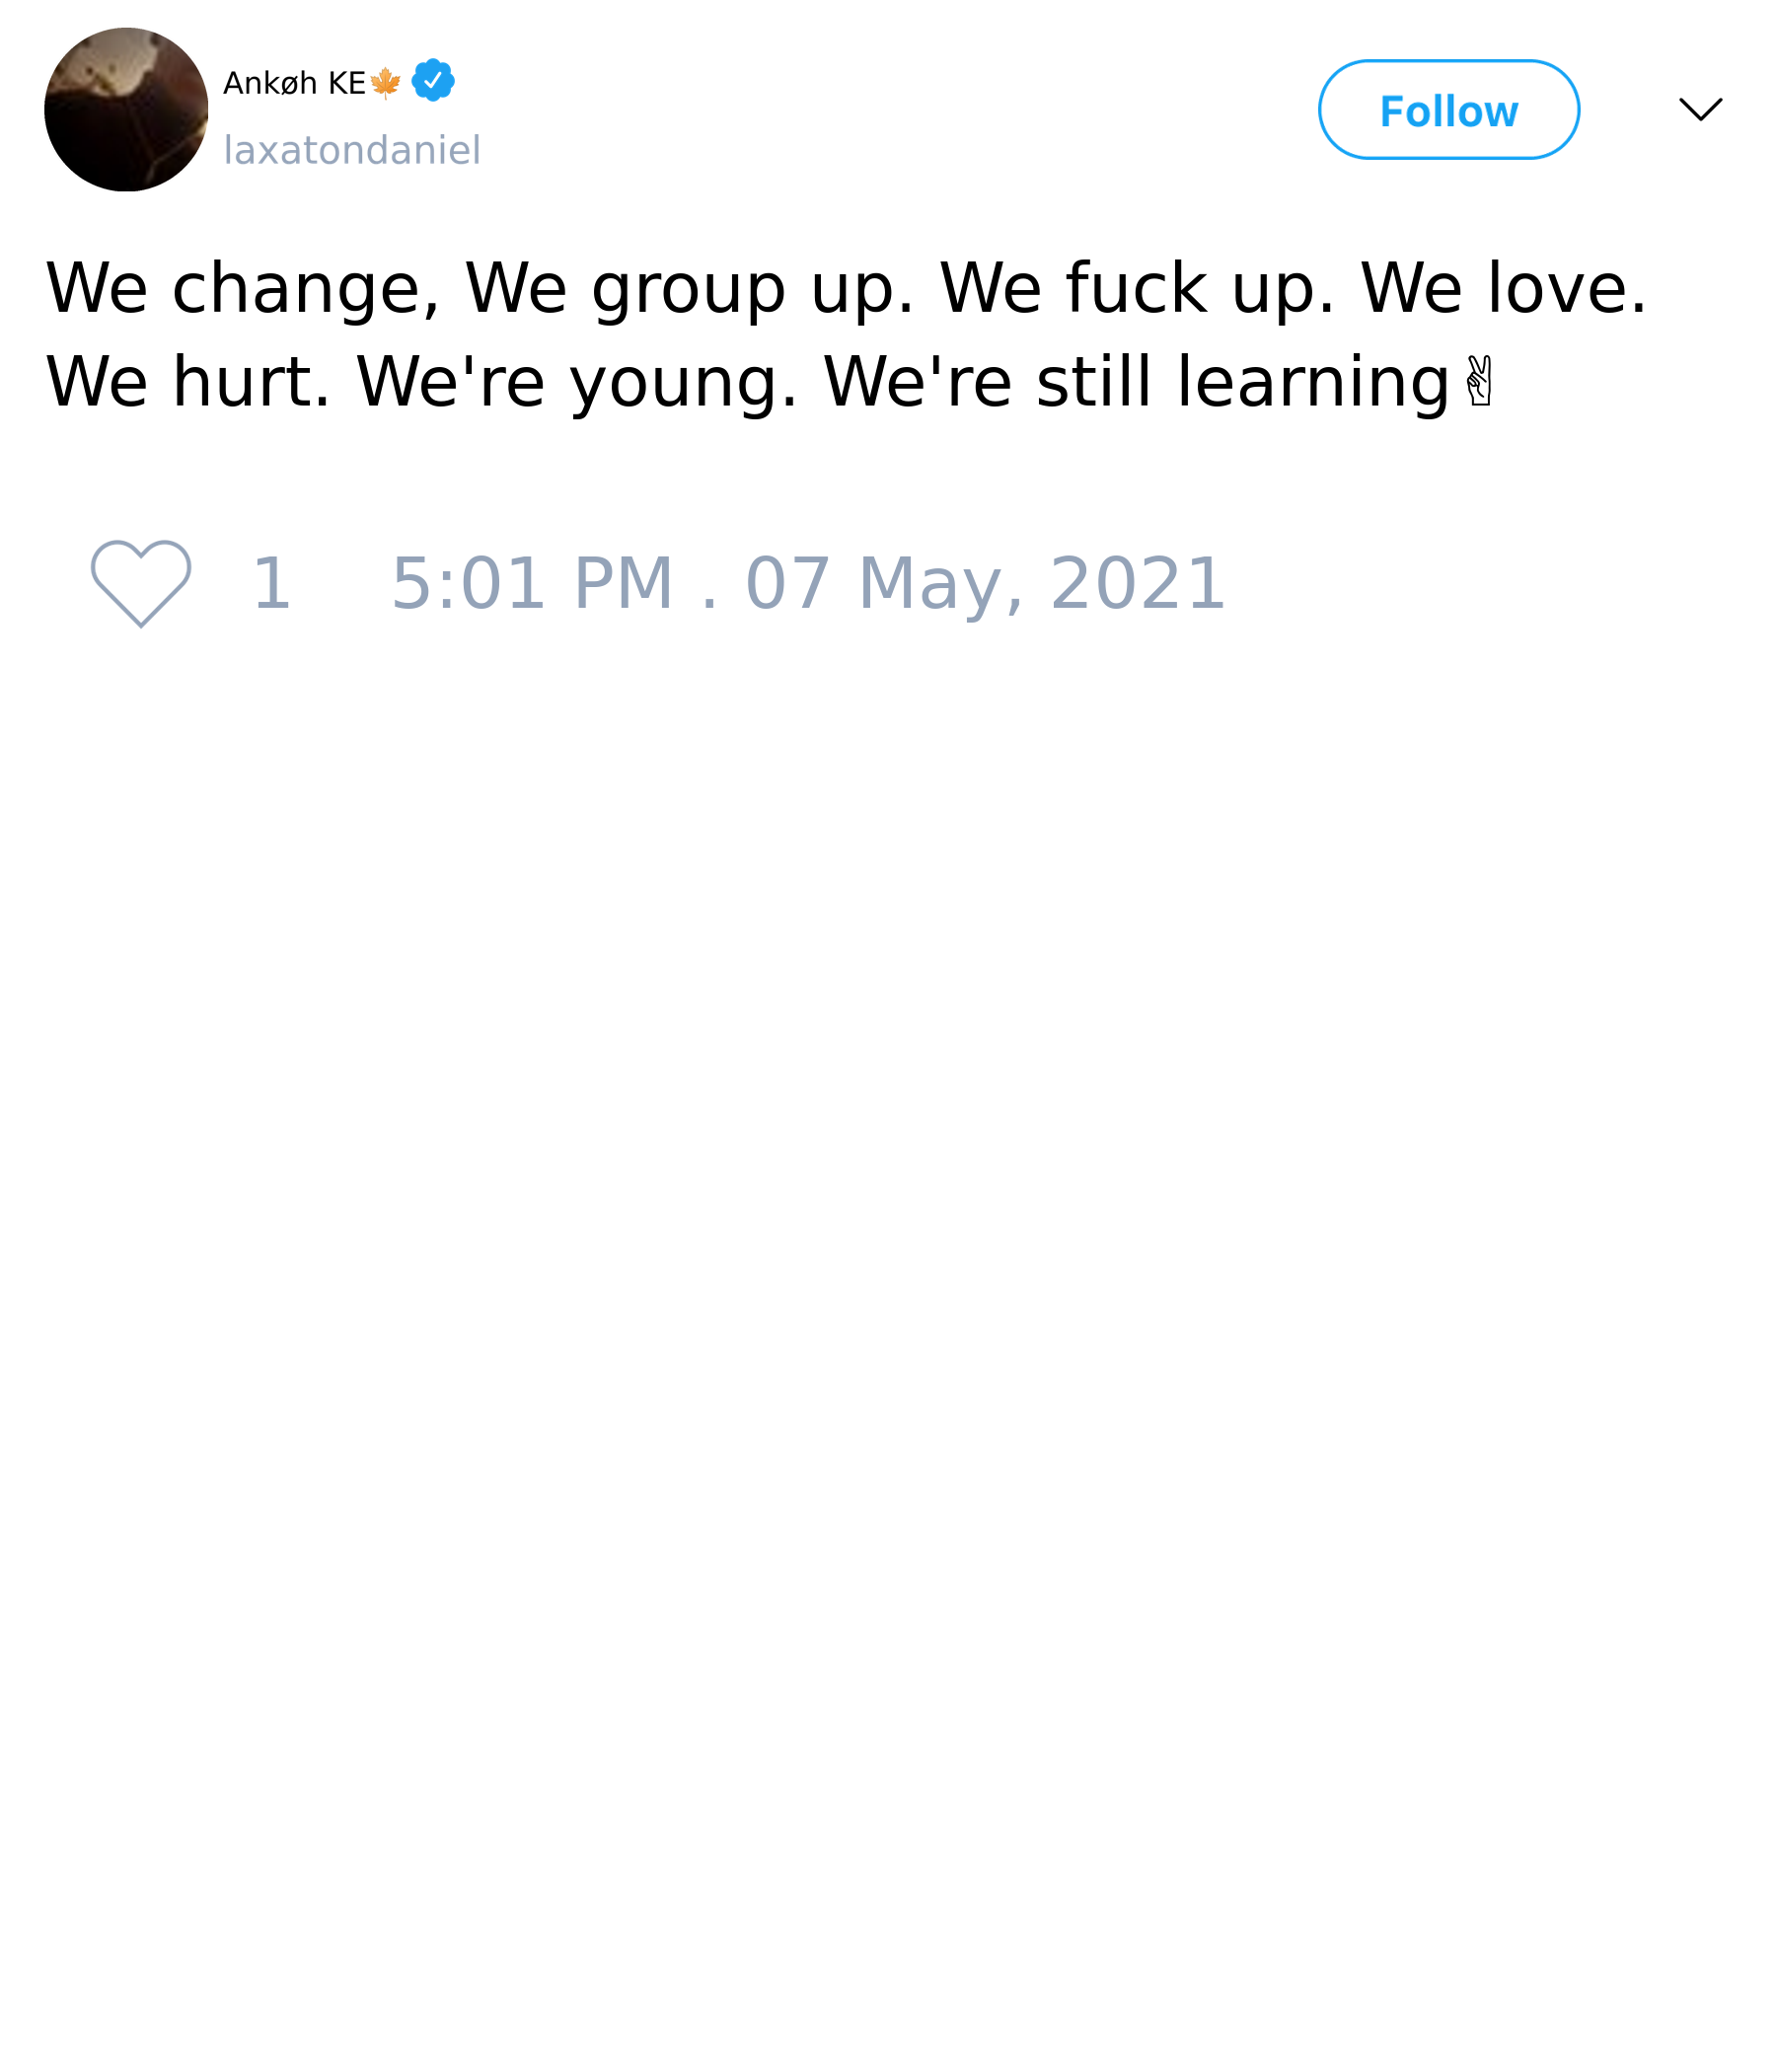 Ankøh KE🍁
laxatondaniel
Follow
We change, We group up. We fuck up. We love.
We hurt. We're young. We're still learning✌
1 5:01 PM . 07 May, 2021